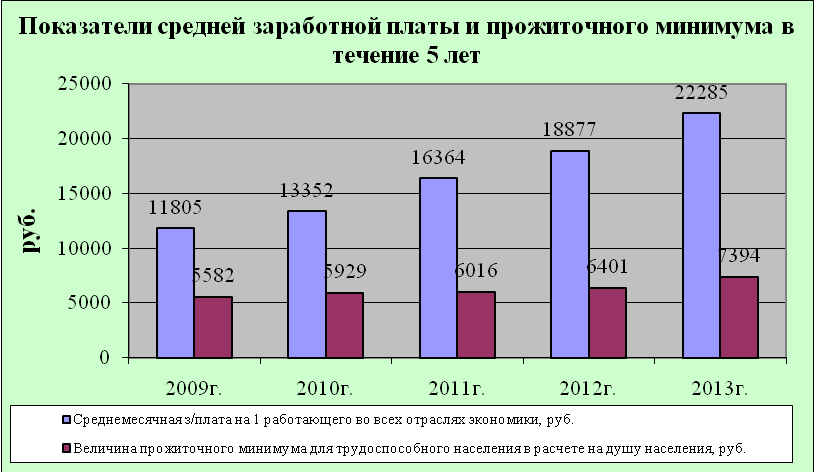 Показатели средней заработной платы и прожиточного минимума в
течение 5 лет
руб.
25000
20000
15000
10000
5000
0
11805
5582
13352
5929
16364
6016
18877
6401
22285
7394
2009г.
2010г.
2011г.
2012г.
2013г.
Среднемесячная з/плата на 1 работающего во всех отраслях экономики, руб.
Величина прожиточного минимума для трудоспособного населения в расчете на душу населения, руб.